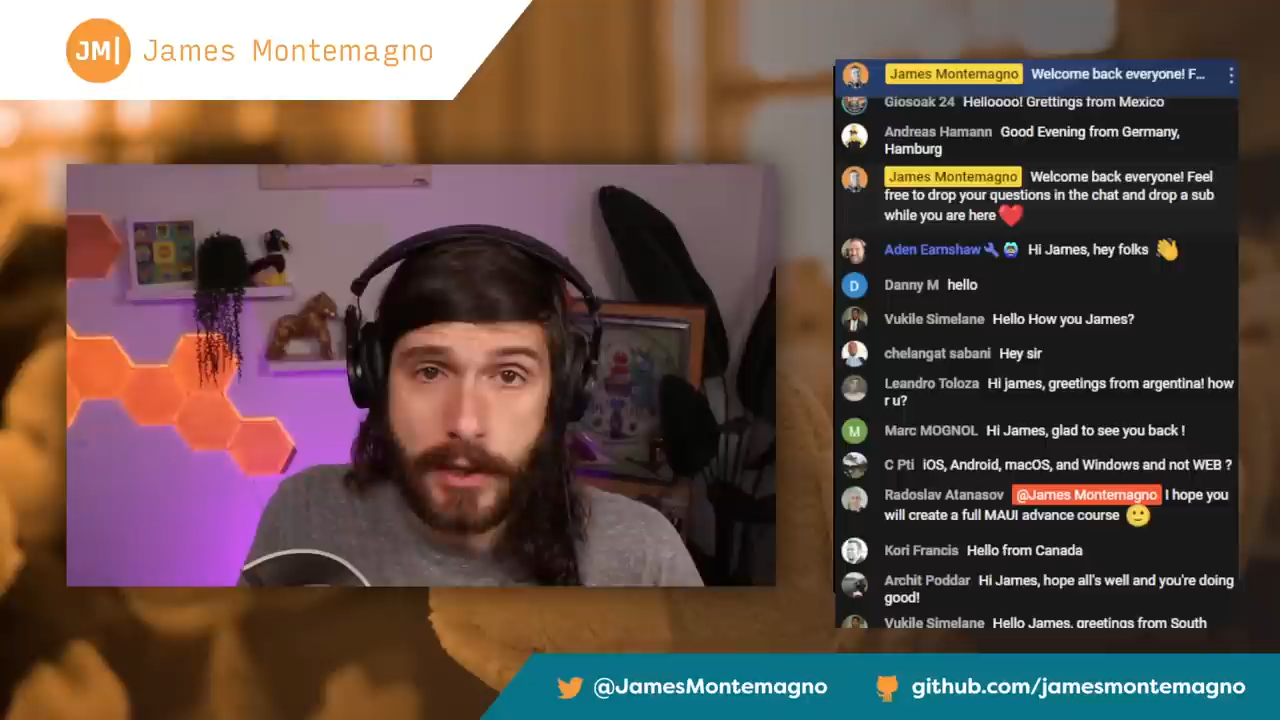 JM|
James Montemagno
James Montemagno Welcome back everyone! F...
Giosoak 24 Helloooo! Grettings from Mexico
Andreas Hamann Good Evening from Germany,
Hamburg
James Montemagno Welcome back everyone! Feel
free to drop your questions in the chat and drop a sub
while you are here ❤️
Aden Earnshaw Hi James, hey folks 👋
D
Danny M hello
Vukile Simelane Hello How you James?
chelangat sabani Hey sir
Leandro Toloza Hi james, greetings from argentina! how
r u?
M
Marc MOGNOL Hi James, glad to see you back !
C Pti iOS, Android, macOS, and Windows and not WEB ?
Radoslav Atanasov @James Montemagno I hope you
will create a full MAUI advance course 🙂
Kori Francis Hello from Canada
Archit Poddar Hi James, hope all's well and you're doing
good!
Vukile Simelane Hello James, greetings from South
@JamesMontemagno
github.com/jamesmontemagno